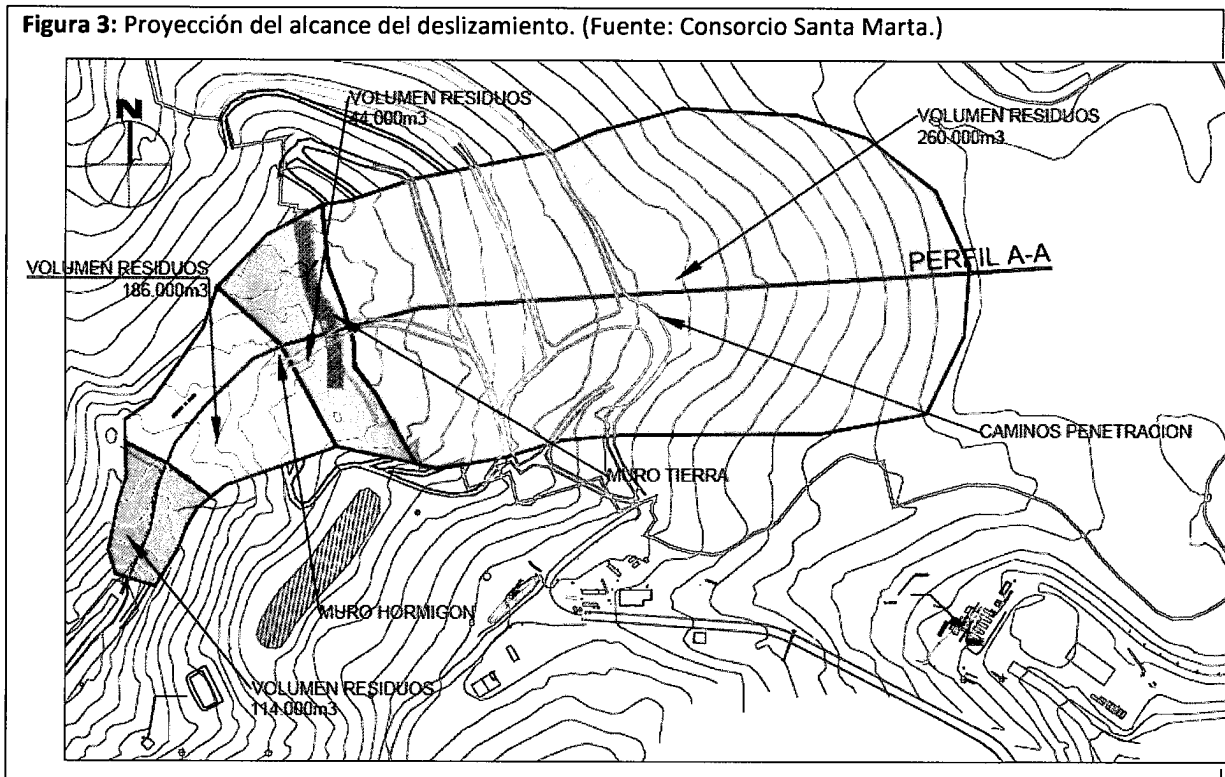 Figura 3: Proyección del alcance del deslizamiento. (Fuente: Consorcio Santa Marta.)
N
VOLUMEN RESIDUOS
44.000m3
VOLUMEN RESIDUOS
260.000m3
VOLUMEN RESIDUOS
186.000m3
PERFIL A-A
CAMINOS PENETRACION
MURO TIERRA
MURO HORMIGON
VOLUMEN RESIDUOS
114.000m3